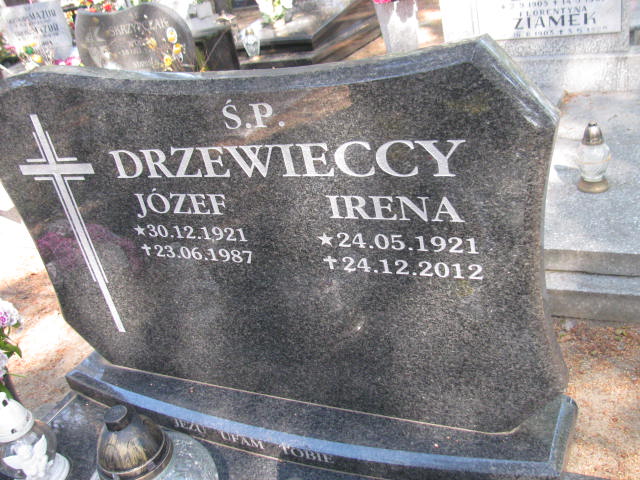 ZIAMEK
Ś.P.
DRZEWIECCY
JÓZEF
★30.12.1921
✝23.06.1987
IRENA
★24.05.1921
✝24.12.2012
JEZU UFAM TOBIE